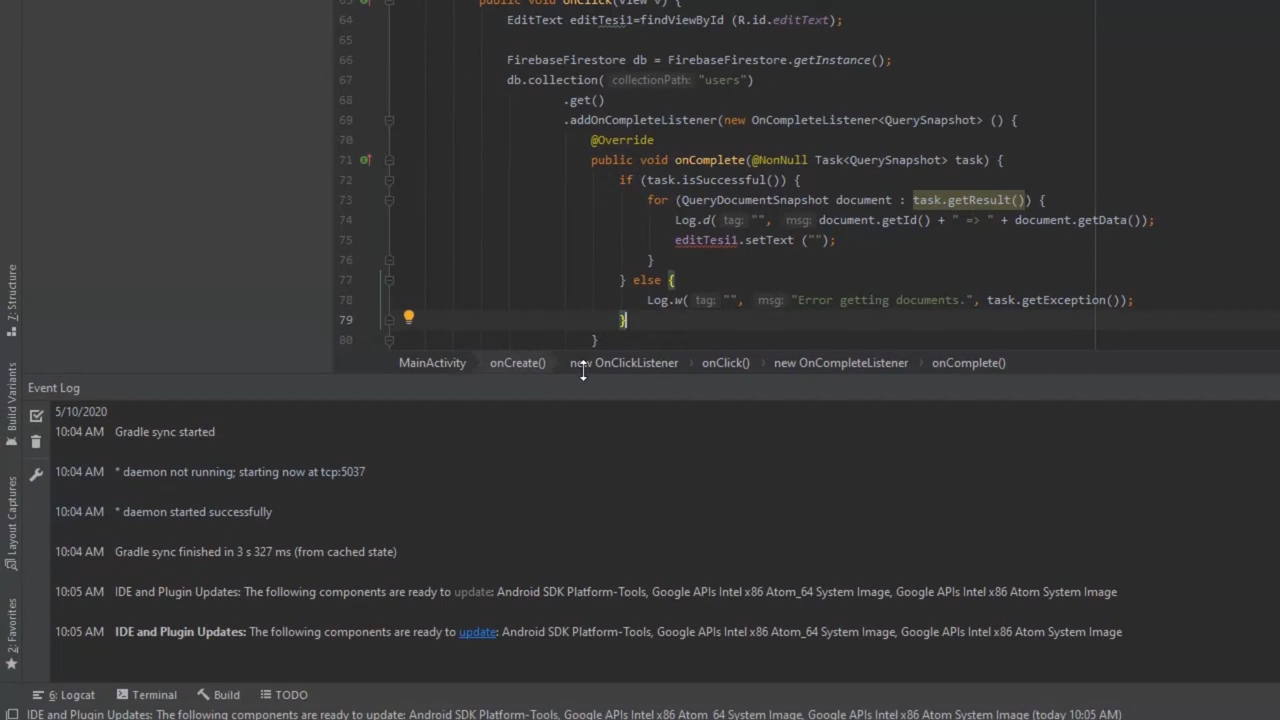 65 public void onClick(View v) {
64 EditText editTesi1=findViewById (R.id.editText);
65
66 FirebaseFirestore db = FirebaseFirestore.getInstance();
67 db.collection( collectionPath: "users")
68 .get()
69 .addOnCompleteListener(new OnCompleteListener<QuerySnapshot> () {
70 @Override
71 public void onComplete(@NonNull Task<QuerySnapshot> task) {
72 if (task.isSuccessful()) {
73 for (QueryDocumentSnapshot document : task.getResult()) {
74 Log.d( tag: "", msg: document.getId() + " => " + document.getData());
75 editTesi1.setText ("");
76 }
77 } else {
78 Log.w( tag: "", msg: "Error getting documents.", task.getException());
79 }
80 }
MainActivity onCreate() new OnClickListener onClick() new OnCompleteListener onComplete()
Event Log
5/10/2020
10:04 AM Gradle sync started
10:04 AM * daemon not running; starting now at tcp:5037
10:04 AM * daemon started successfully
10:04 AM Gradle sync finished in 3 s 327 ms (from cached state)
10:05 AM IDE and Plugin Updates: The following components are ready to update: Android SDK Platform-Tools, Google APIs Intel x86 Atom_64 System Image, Google APIs Intel x86 Atom System Image
10:05 AM IDE and Plugin Updates: The following components are ready to update: Android SDK Platform-Tools, Google APIs Intel x86 Atom_64 System Image, Google APIs Intel x86 Atom System Image
Z: Structure
Build Variants
Layout Captures
2: Favorites
6: Logcat Terminal Build TODO
IDE and Plugin Updates: The following components are ready to update: Android SDK Platform-Tools, Google APIs Intel x86 Atom_64 System Image, Google APIs Intel x86 Atom System Image (today 10:05 AM)